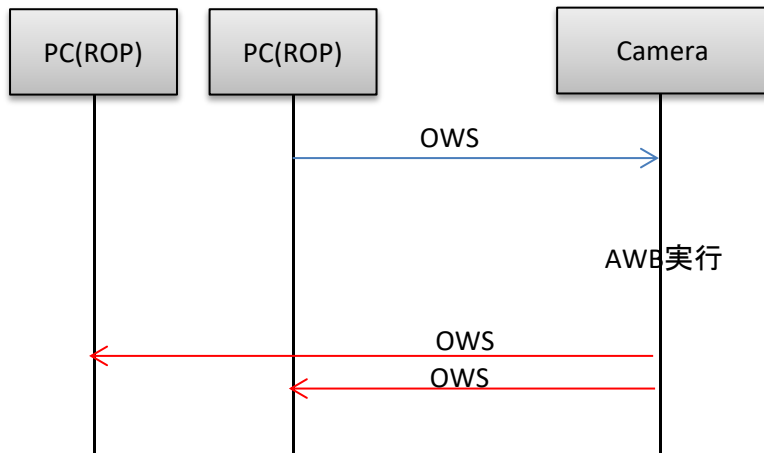 PC(ROP)
PC(ROP)
Camera
OWS
AWB実行
OWS
OWS